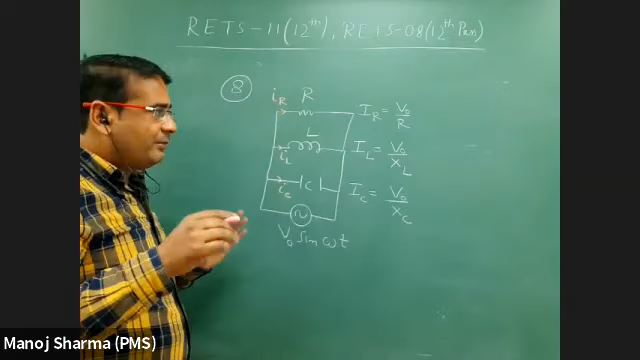 RETS-11(12th), RETS-08(12th Pen)
8
iR R
IR = V0/R
L
iL
IL = V0/XL
C
ic
Ic = V0/Xc
V0 Sin ωt
Manoj Sharma (PMS)